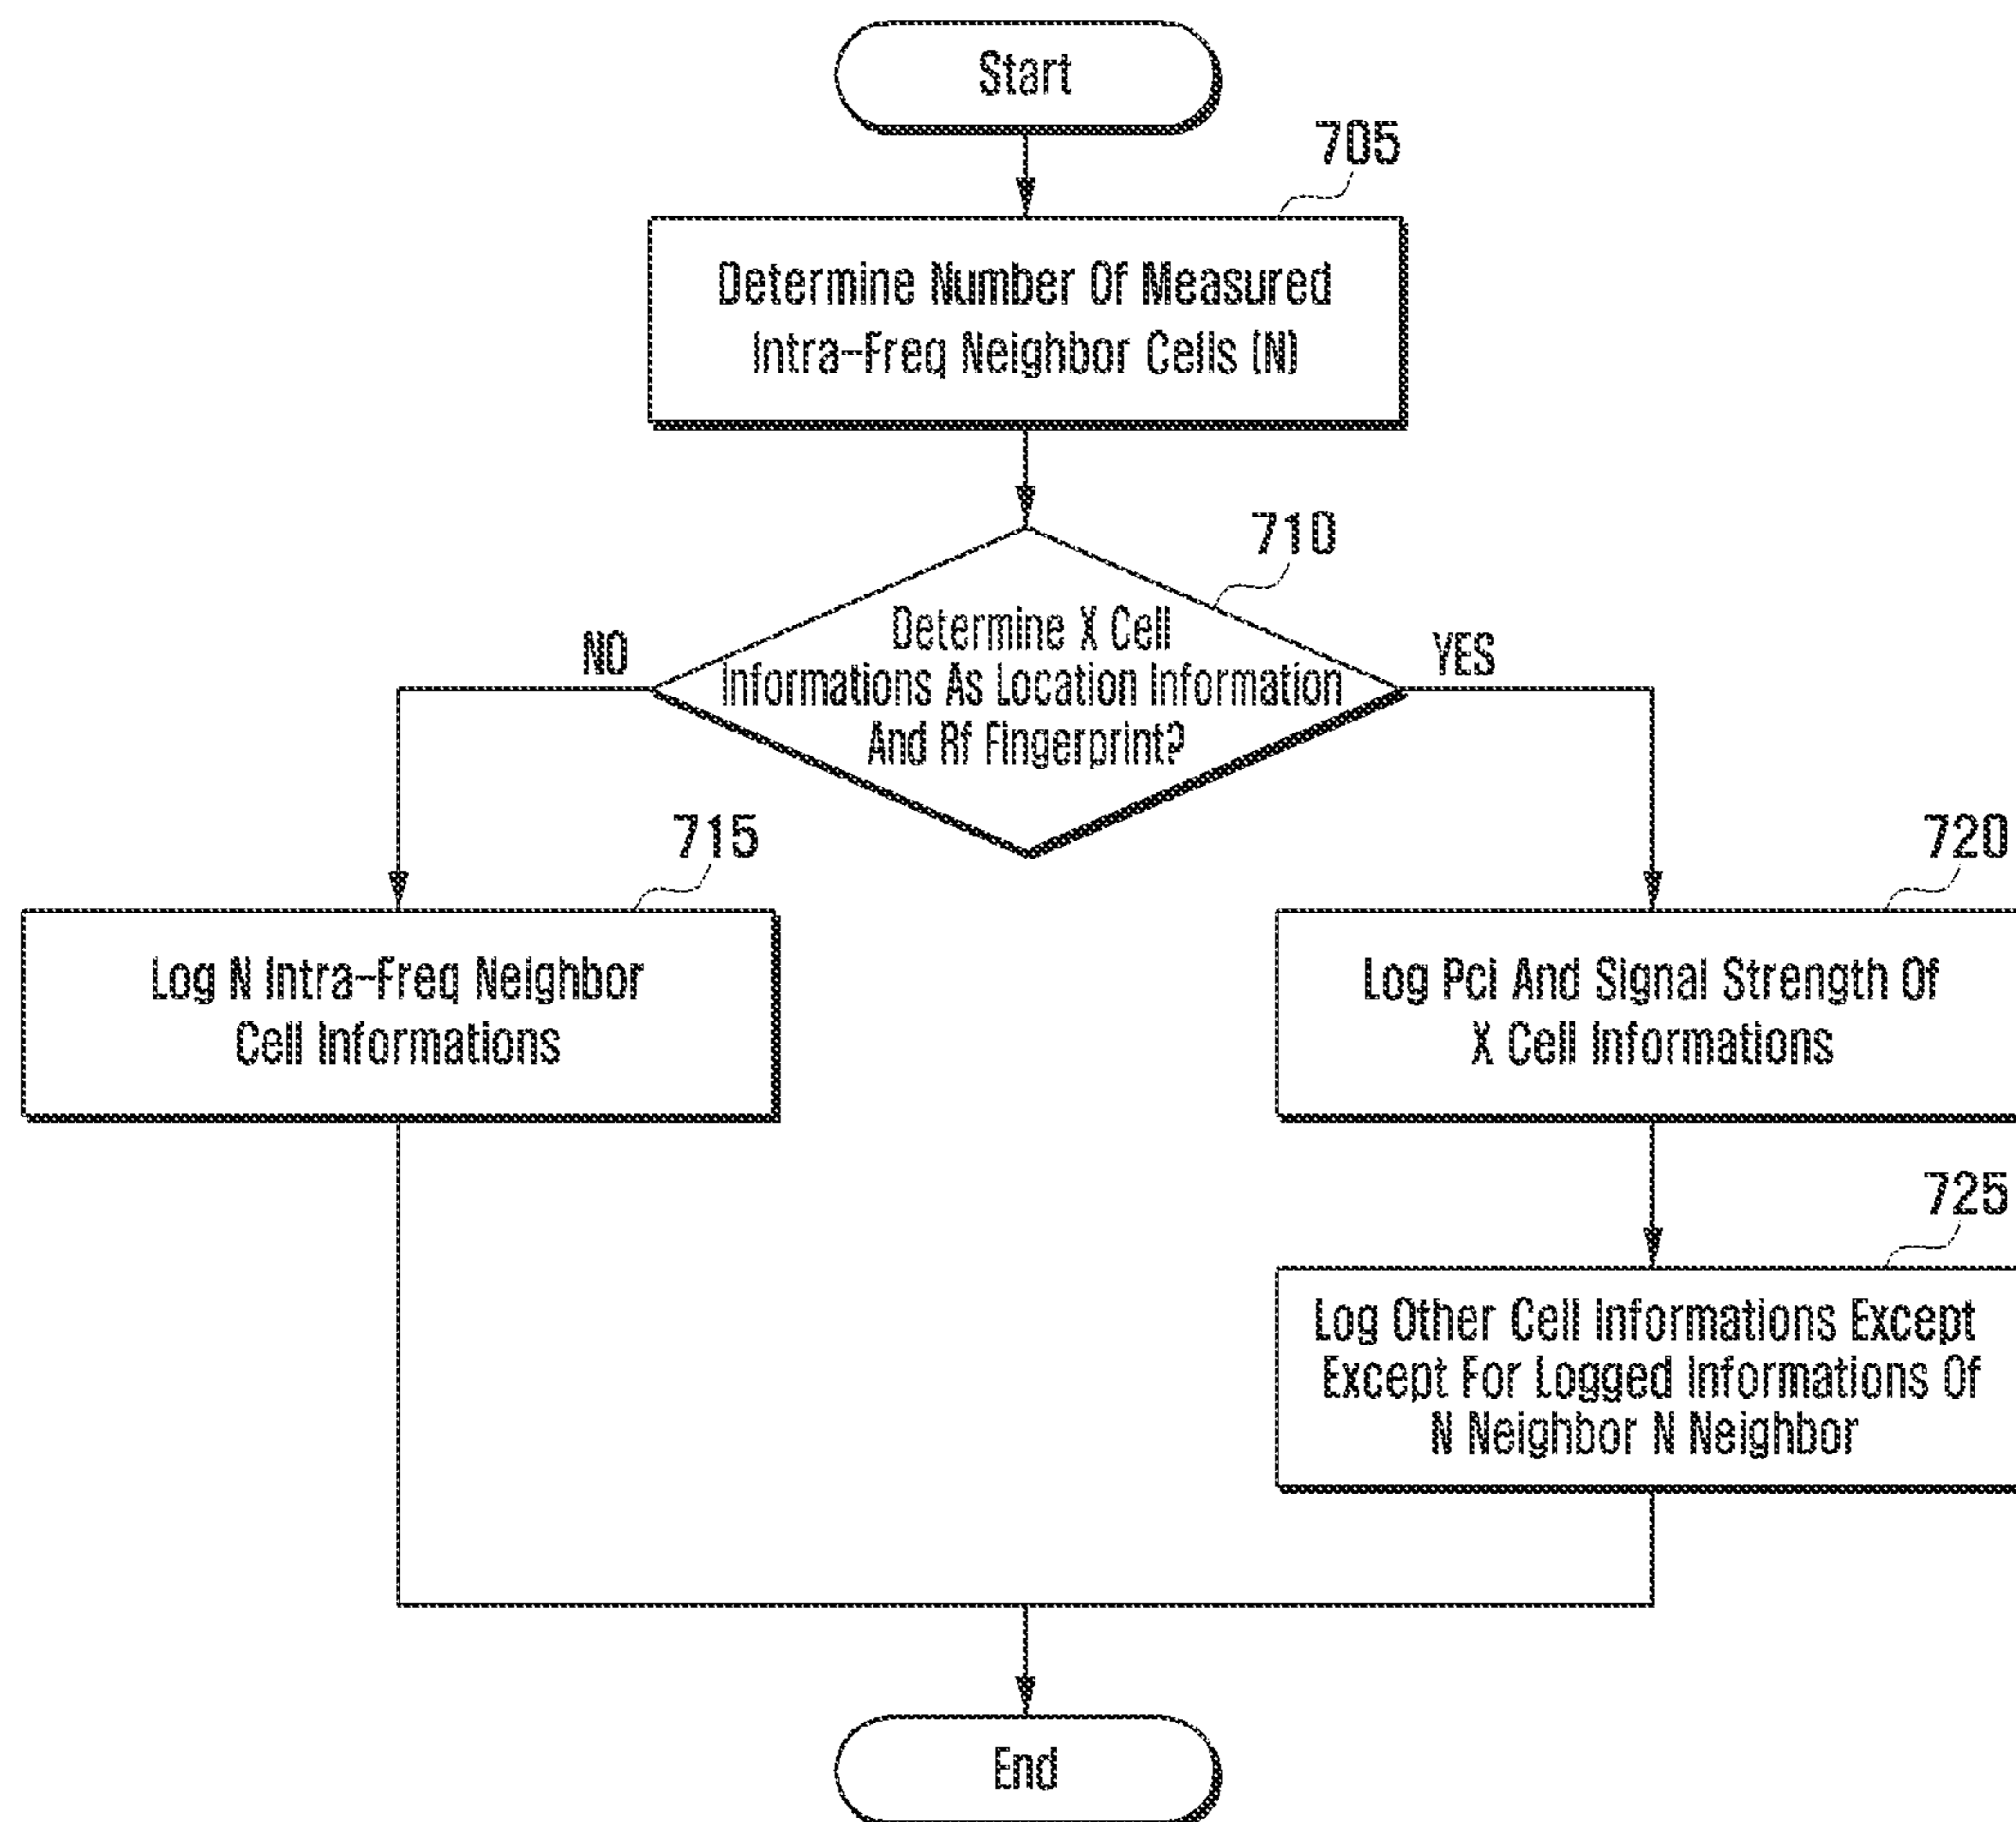 Start
705
Determine Number Of Measured
Intra-Freq Neighbor Cells (N)
710
Determine X Cell
Informations As Location Information
And Rf Fingerprint?
NO
YES
715
Log N Intra-Freq Neighbor
Cell Informations
720
Log Pci And Signal Strength Of
X Cell Informations
725
Log Other Cell Informations Except
Except For Logged Informations Of
N Neighbor N Neighbor
End